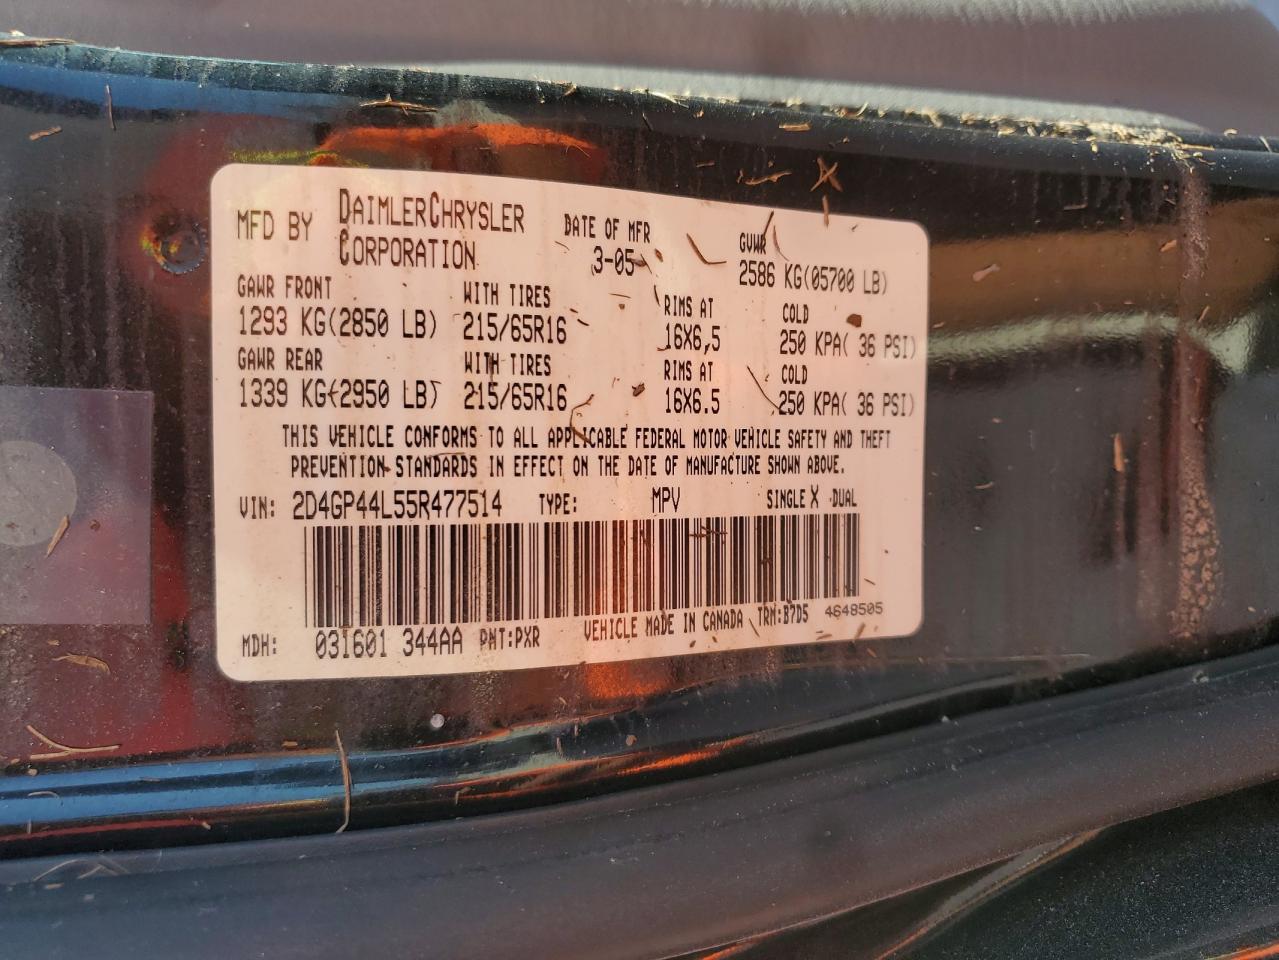 MFD BY DAIMLERCHRYSLER CORPORATION DATE OF MFR 3-05 GVWR 2586 KG(05700 LB)
GAWR FRONT WITH TIRES RIMS AT COLD
1293 KG(2850 LB) 215/65R16 16X6,5 250 KPA( 36 PSI)
GAWR REAR WITH TIRES RIMS AT COLD
1339 KG(2950 LB) 215/65R16 16X6.5 250 KPA( 36 PSI)
THIS VEHICLE CONFORMS TO ALL APPLICABLE FEDERAL MOTOR VEHICLE SAFETY AND THEFT
PREVENTION STANDARDS IN EFFECT ON THE DATE OF MANUFACTURE SHOWN ABOVE.
VIN: 2D4GP44L55R477514 TYPE: MPV SINGLE X DUAL
MDH: 031601 344AA PNT:PXR VEHICLE MADE IN CANADA TRM:B7D5 4648505